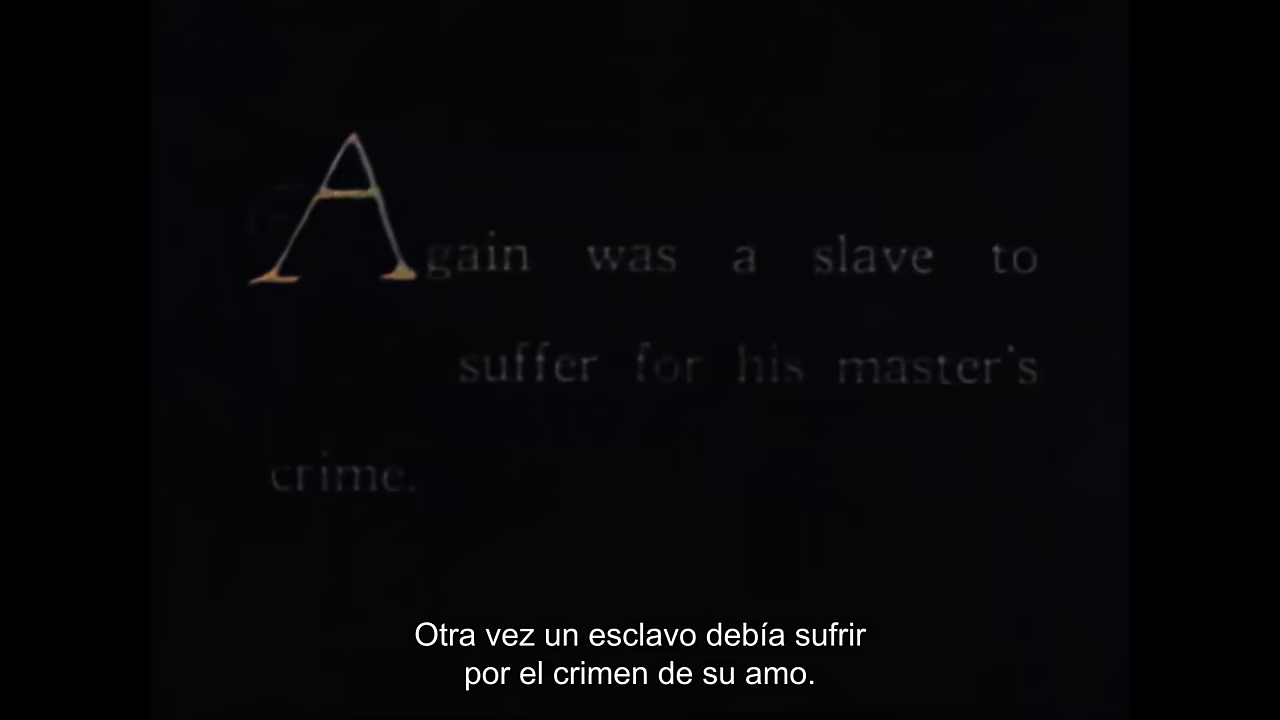 Again was a slave to
suffer for his master's
crime.
Otra vez un esclavo debía sufrir
por el crimen de su amo.